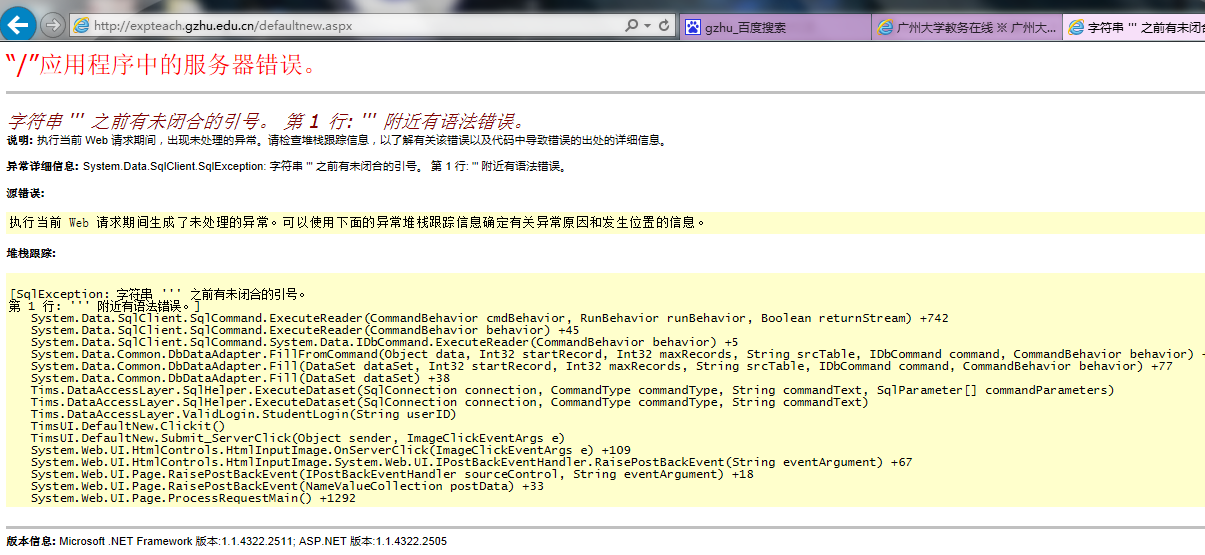 http://expteach.gzhu.edu.cn/defaultnew.aspx
gzhu_百度搜索
广州大学教务在线 ※ 广州大...
字符串 ''' 之前有未闭合
“/”应用程序中的服务器错误。
字符串 ''' 之前有未闭合的引号。 第 1 行: ''' 附近有语法错误。
说明: 执行当前 Web 请求期间，出现未处理的异常。请检查堆栈跟踪信息，以了解有关该错误以及代码中导致错误的出处的详细信息。
异常详细信息: System.Data.SqlClient.SqlException: 字符串 ''' 之前有未闭合的引号。 第 1 行: ''' 附近有语法错误。
源错误:
执行当前 Web 请求期间生成了未处理的异常。可以使用下面的异常堆栈跟踪信息确定有关异常原因和发生位置的信息。
堆栈跟踪:
[SqlException: 字符串 ''' 之前有未闭合的引号。
第 1 行: ''' 附近有语法错误。]
System.Data.SqlClient.SqlCommand.ExecuteReader(CommandBehavior cmdBehavior, RunBehavior runBehavior, Boolean returnStream) +742
System.Data.SqlClient.SqlCommand.ExecuteReader(CommandBehavior behavior) +45
System.Data.SqlClient.SqlCommand.System.Data.IDbCommand.ExecuteReader(CommandBehavior behavior) +5
System.Data.Common.DbDataAdapter.FillFromCommand(Object data, Int32 startRecord, Int32 maxRecords, String srcTable, IDbCommand command, CommandBehavior behavior)
System.Data.Common.DbDataAdapter.Fill(DataSet dataSet, Int32 startRecord, Int32 maxRecords, String srcTable, IDbCommand command, CommandBehavior behavior) +77
System.Data.Common.DbDataAdapter.Fill(DataSet dataSet) +38
Tims.DataAccessLayer.SqlHelper.ExecuteDataset(SqlConnection connection, CommandType commandType, String commandText, SqlParameter[] commandParameters)
Tims.DataAccessLayer.SqlHelper.ExecuteDataset(SqlConnection connection, CommandType commandType, String commandText)
Tims.DataAccessLayer.ValidLogin.StudentLogin(String userID)
TimsUI.DefaultNew.Clickit()
TimsUI.DefaultNew.Submit_ServerClick(Object sender, ImageClickEventArgs e)
System.Web.UI.HtmlControls.HtmlInputImage.OnServerClick(ImageClickEventArgs e) +109
System.Web.UI.HtmlControls.HtmlInputImage.System.Web.UI.IPostBackEventHandler.RaisePostBackEvent(String eventArgument) +67
System.Web.UI.Page.RaisePostBackEvent(IPostBackEventHandler sourceControl, String eventArgument) +18
System.Web.UI.Page.RaisePostBackEvent(NameValueCollection postData) +33
System.Web.UI.Page.ProcessRequestMain() +1292
版本信息: Microsoft .NET Framework 版本:1.1.4322.2511; ASP.NET 版本:1.1.4322.2505